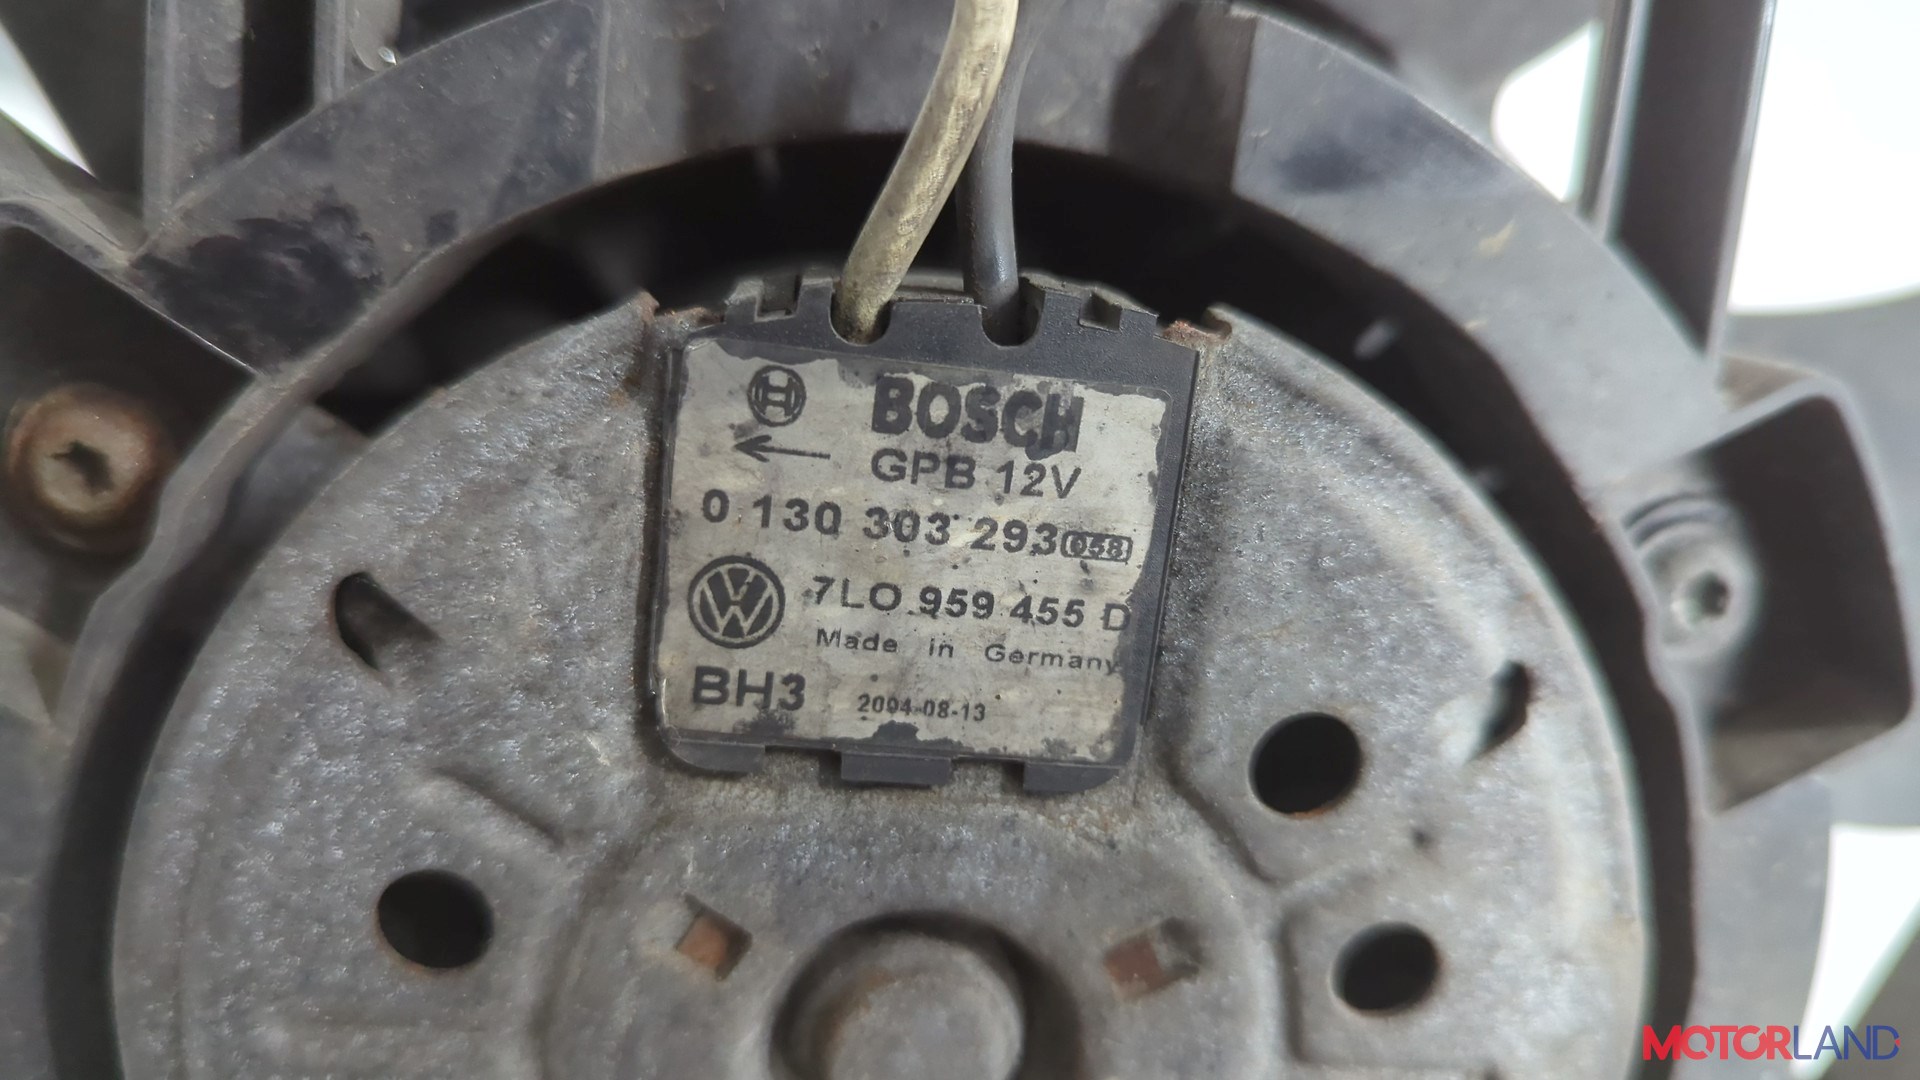 BOSCH
GPB 12V
0 130 303 293 058
7L0.959 455 D
Made in Germany
BH3 2004-08-13
MOTORLAND